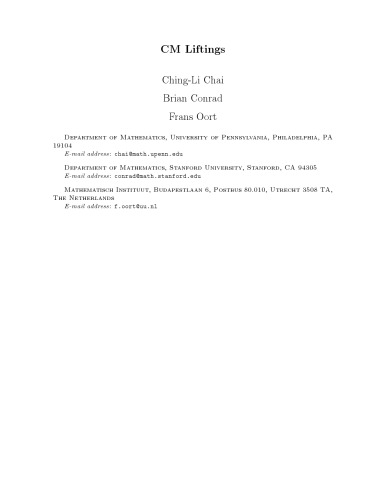 CM Liftings
Ching-Li Chai
Brian Conrad
Frans Oort
Department of Mathematics, University of Pennsylvania, Philadelphia, PA
19104
E-mail address: chai@math.upenn.edu
Department of Mathematics, Stanford University, Stanford, CA 94305
E-mail address: conrad@math.stanford.edu
Mathematisch Instituut, Budapestlaan 6, Postbus 80.010, Utrecht 3508 TA,
The Netherlands
E-mail address: f.oort@uu.nl